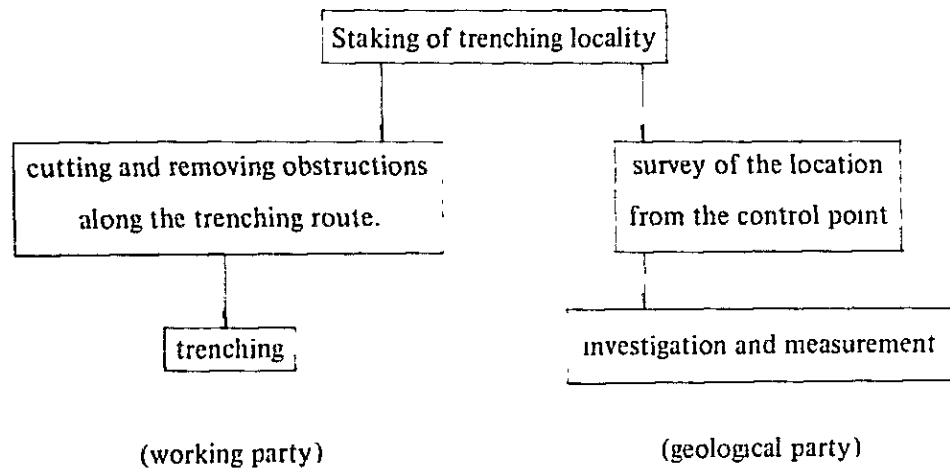 Staking of trenching locality
cutting and removing obstructions
along the trenching route.
survey of the location
from the control point
trenching
investigation and measurement
(working party)
(geological party)